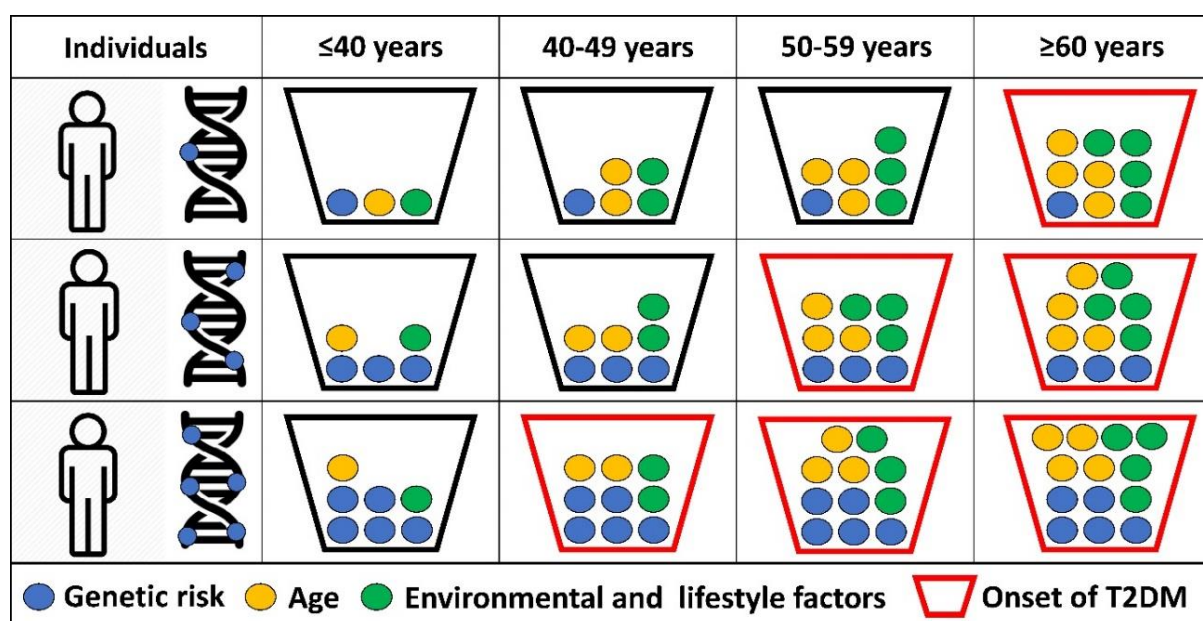 Individuals ≤40 years 40-49 years 50-59 years ≥60 years
Genetic risk Age Environmental and lifestyle factors Onset of T2DM